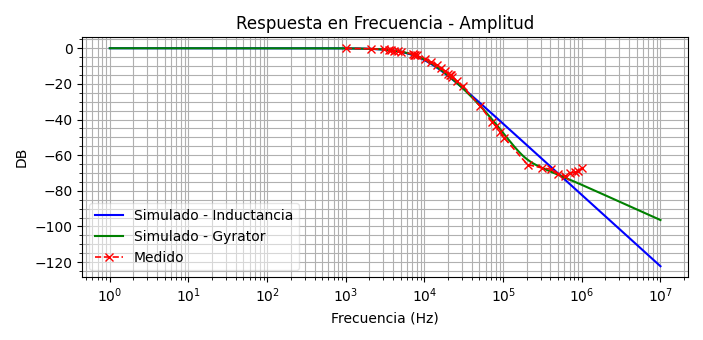 Respuesta en Frecuencia - Amplitud
DB
0
−20
−40
−60
−80
−100
−120
Simulado - Inductancia
Simulado - Gyrator
Medido
10⁰
10¹
10²
10³
10⁴
10⁵
10⁶
10⁷
Frecuencia (Hz)